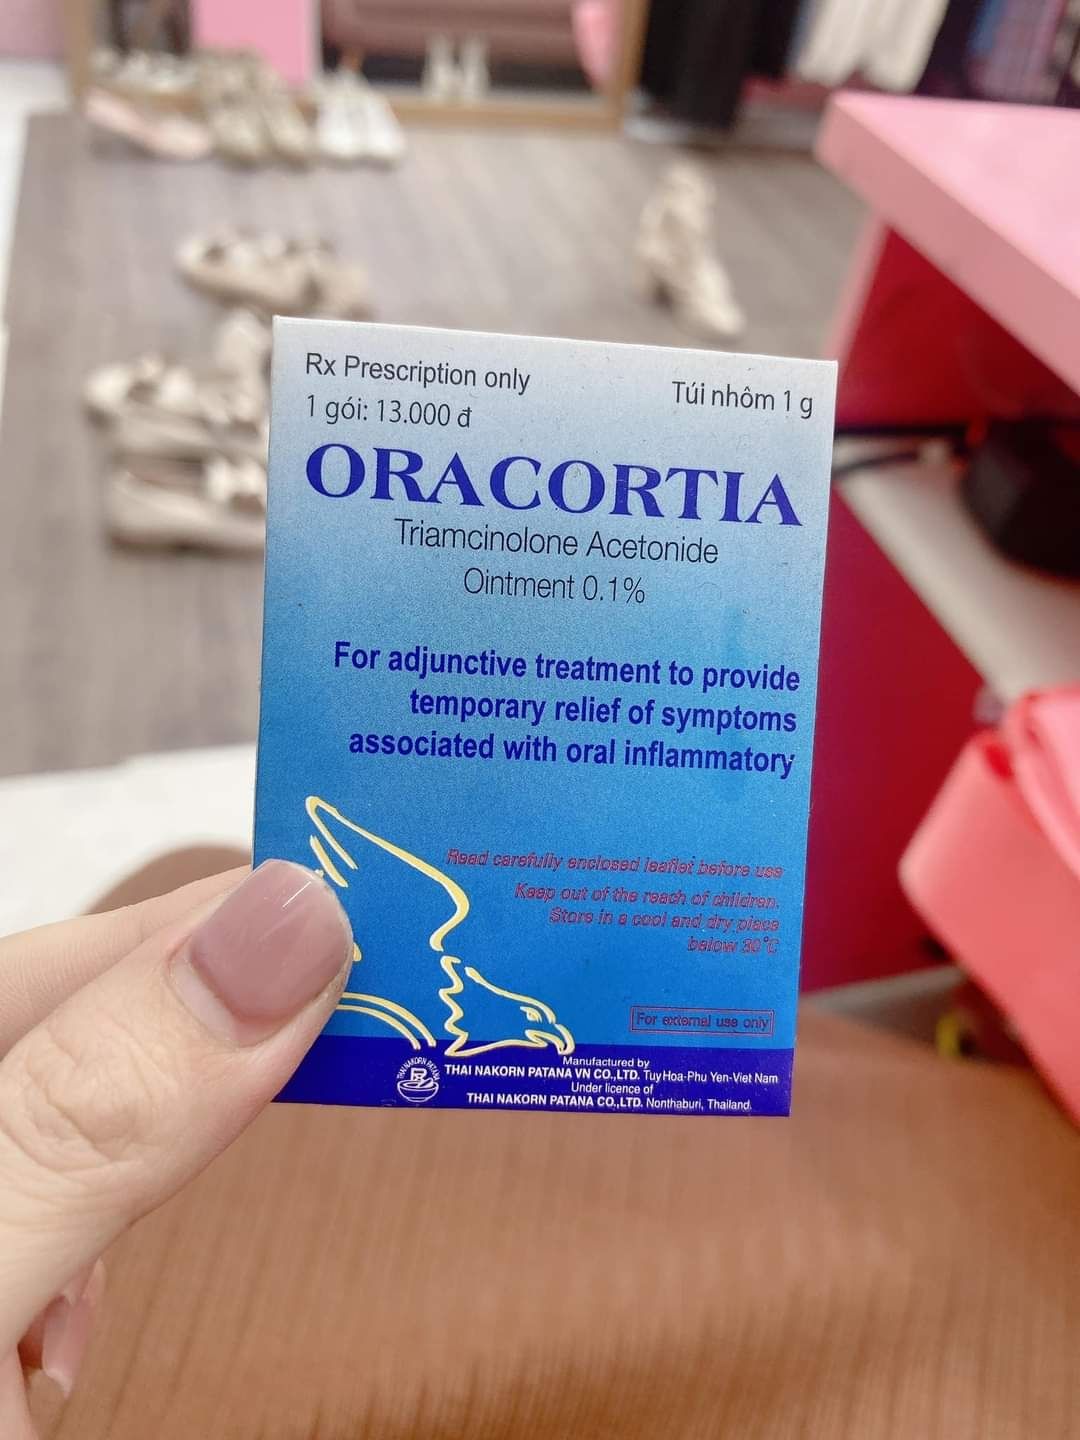 Rx Prescription only
1 gói: 13.000 đ
Túi nhôm 1 g
ORACORTIA
Triamcinolone Acetonide
Ointment 0.1%
For adjunctive treatment to provide
temporary relief of symptoms
associated with oral inflammatory
Read carefully enclosed leaflet before use
Keep out of the reach of children.
Store in a cool and dry place
below 30°C
For external use only
Manufactured by
THAI NAKORN PATANA VN CO.,LTD. TuyHoa-Phu Yen-Viet Nam
Under licence of
THAI NAKORN PATANA CO.,LTD. Nonthaburi, Thailand.
THAI NAKORN PATANA